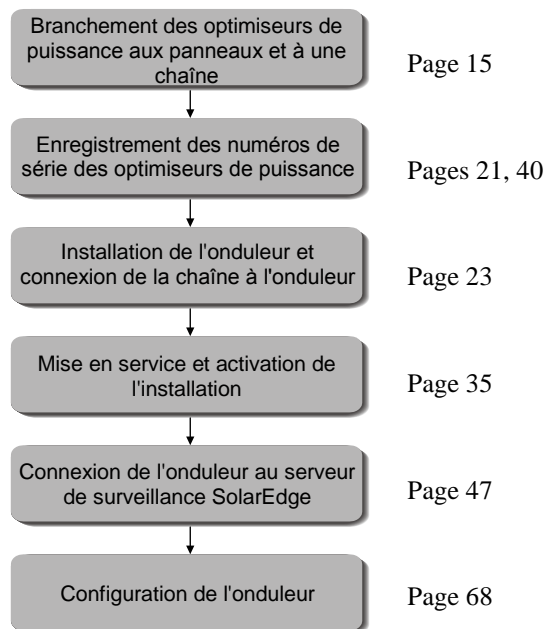 Branchement des optimiseurs de
puissance aux panneaux et à une
chaîne
Page 15
Enregistrement des numéros de
série des optimiseurs de puissance
Pages 21, 40
Installation de l'onduleur et
connexion de la chaîne à l'onduleur
Page 23
Mise en service et activation de
l'installation
Page 35
Connexion de l'onduleur au serveur
de surveillance SolarEdge
Page 47
Configuration de l'onduleur
Page 68